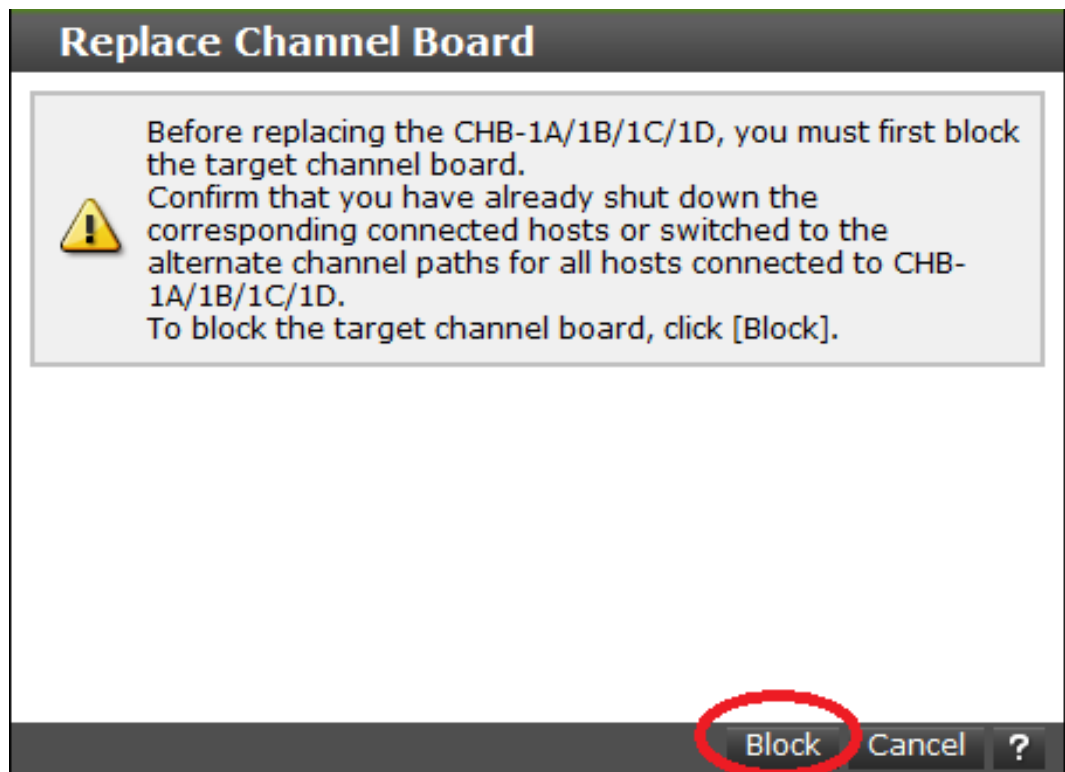 Replace Channel Board
Before replacing the CHB-1A/1B/1C/1D, you must first block
the target channel board.
Confirm that you have already shut down the
corresponding connected hosts or switched to the
alternate channel paths for all hosts connected to CHB-
1A/1B/1C/1D.
To block the target channel board, click [Block].
Block Cancel ?